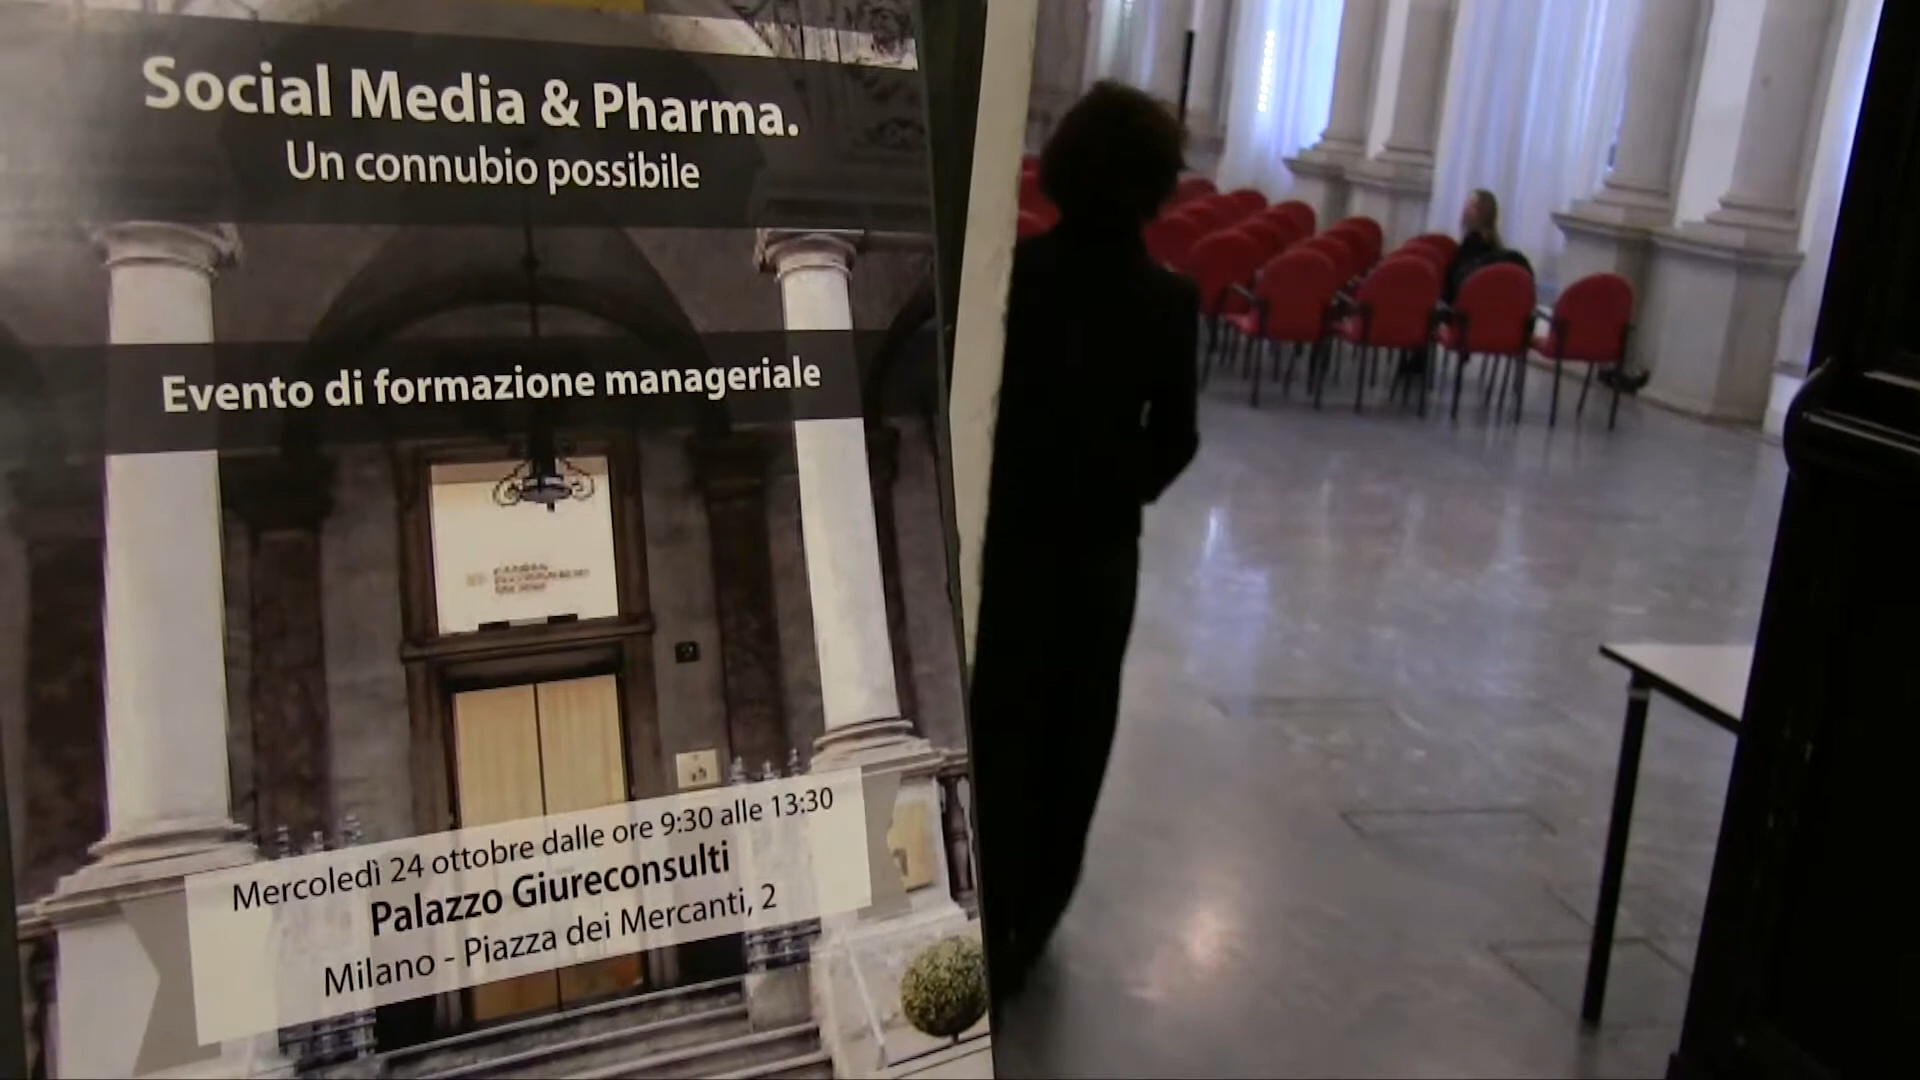 Social Media & Pharma.
Un connubio possibile
Evento di formazione manageriale
Mercoledì 24 ottobre dalle ore 9:30 alle 13:30
Palazzo Giureconsulti
Milano - Piazza dei Mercanti, 2